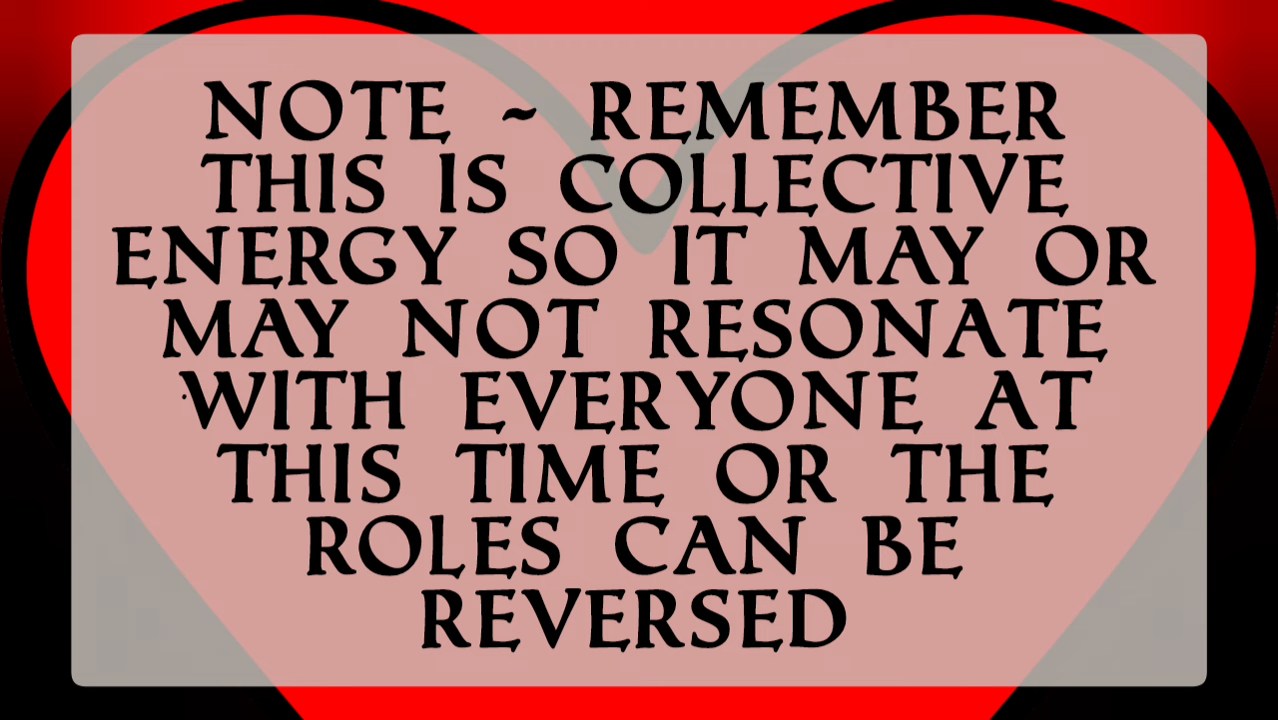 NOTE ~ REMEMBER
THIS IS COLLECTIVE
ENERGY SO IT MAY OR
MAY NOT RESONATE
WITH EVERYONE AT
THIS TIME OR THE
ROLES CAN BE
REVERSED